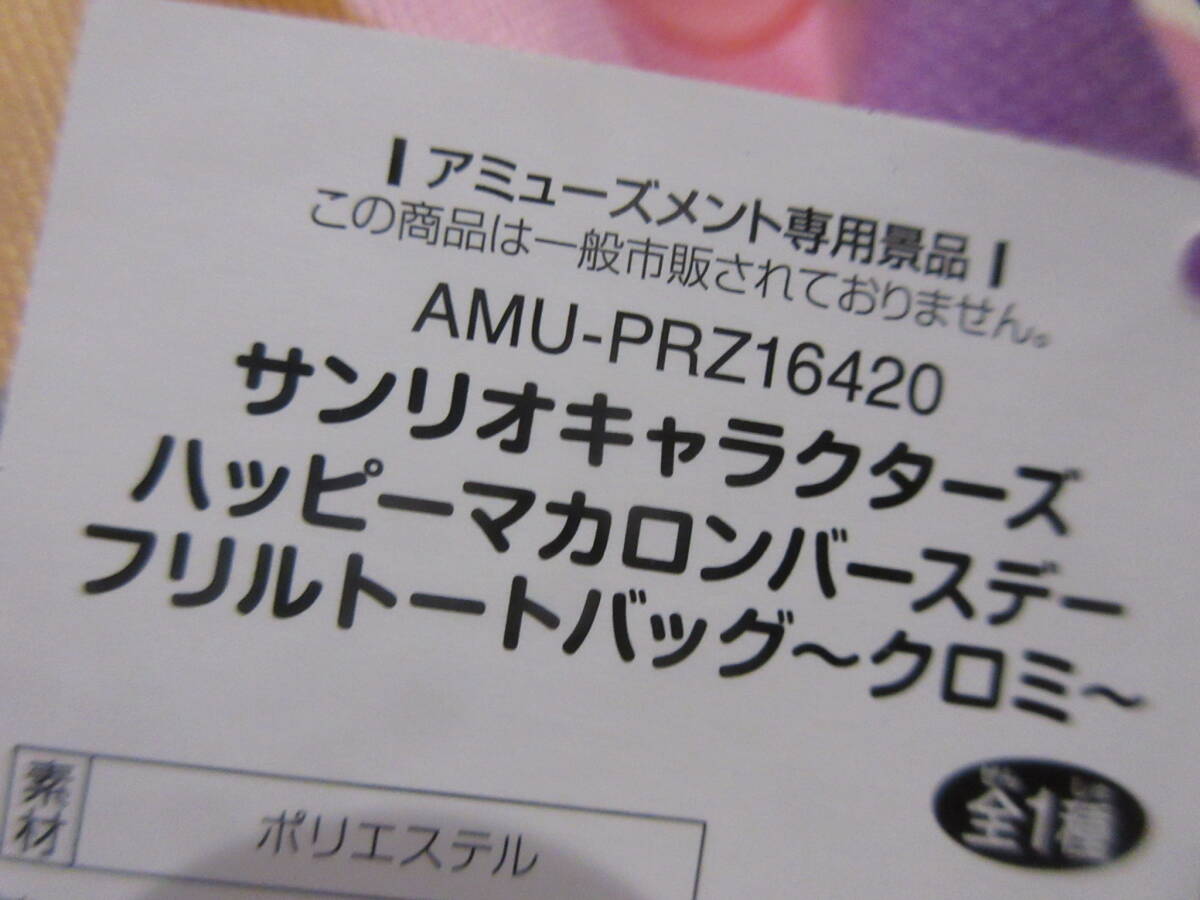 ┃アミューズメント専用景品┃
この商品は一般市販されておりません。
AMU-PRZ16420
サンリオキャラクターズ
ハッピーマカロンバースデー
フリルトートバッグ～クロミ～
全1種
素材
ポリエステル